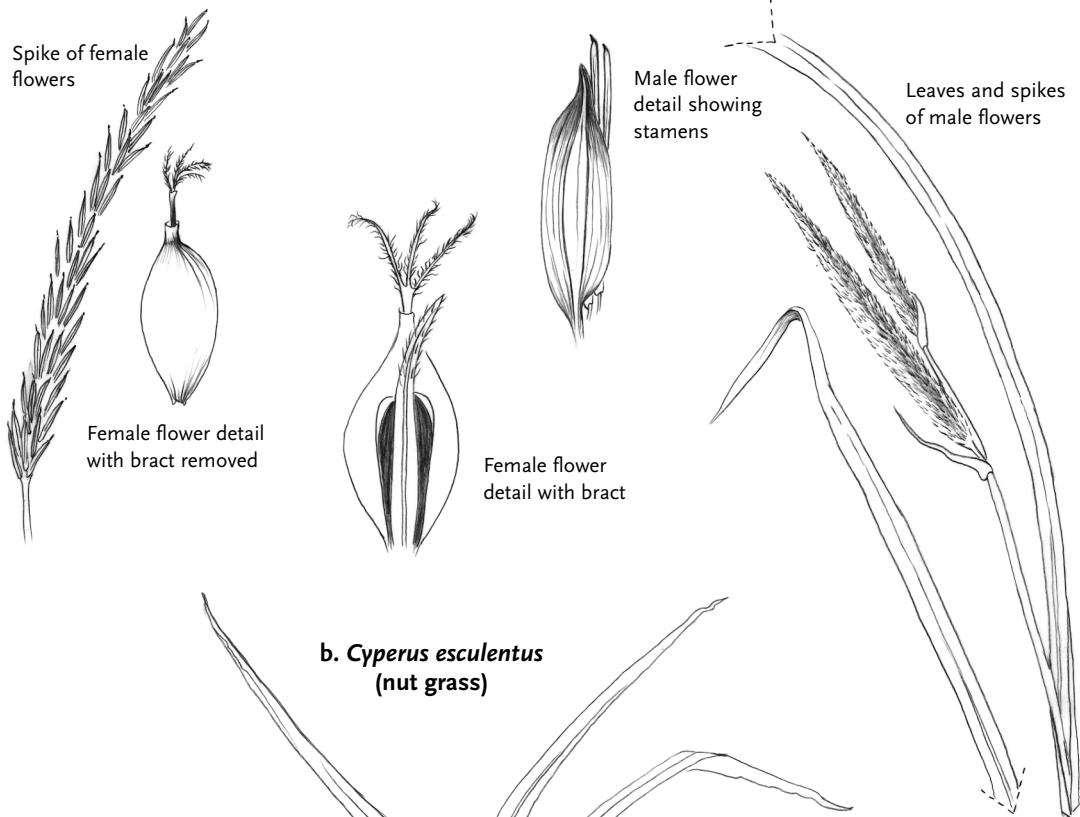 Spike of female
flowers
Male flower
detail showing
stamens
Leaves and spikes
of male flowers
Female flower detail
with bract removed
Female flower
detail with bract
b. Cyperus esculentus
(nut grass)